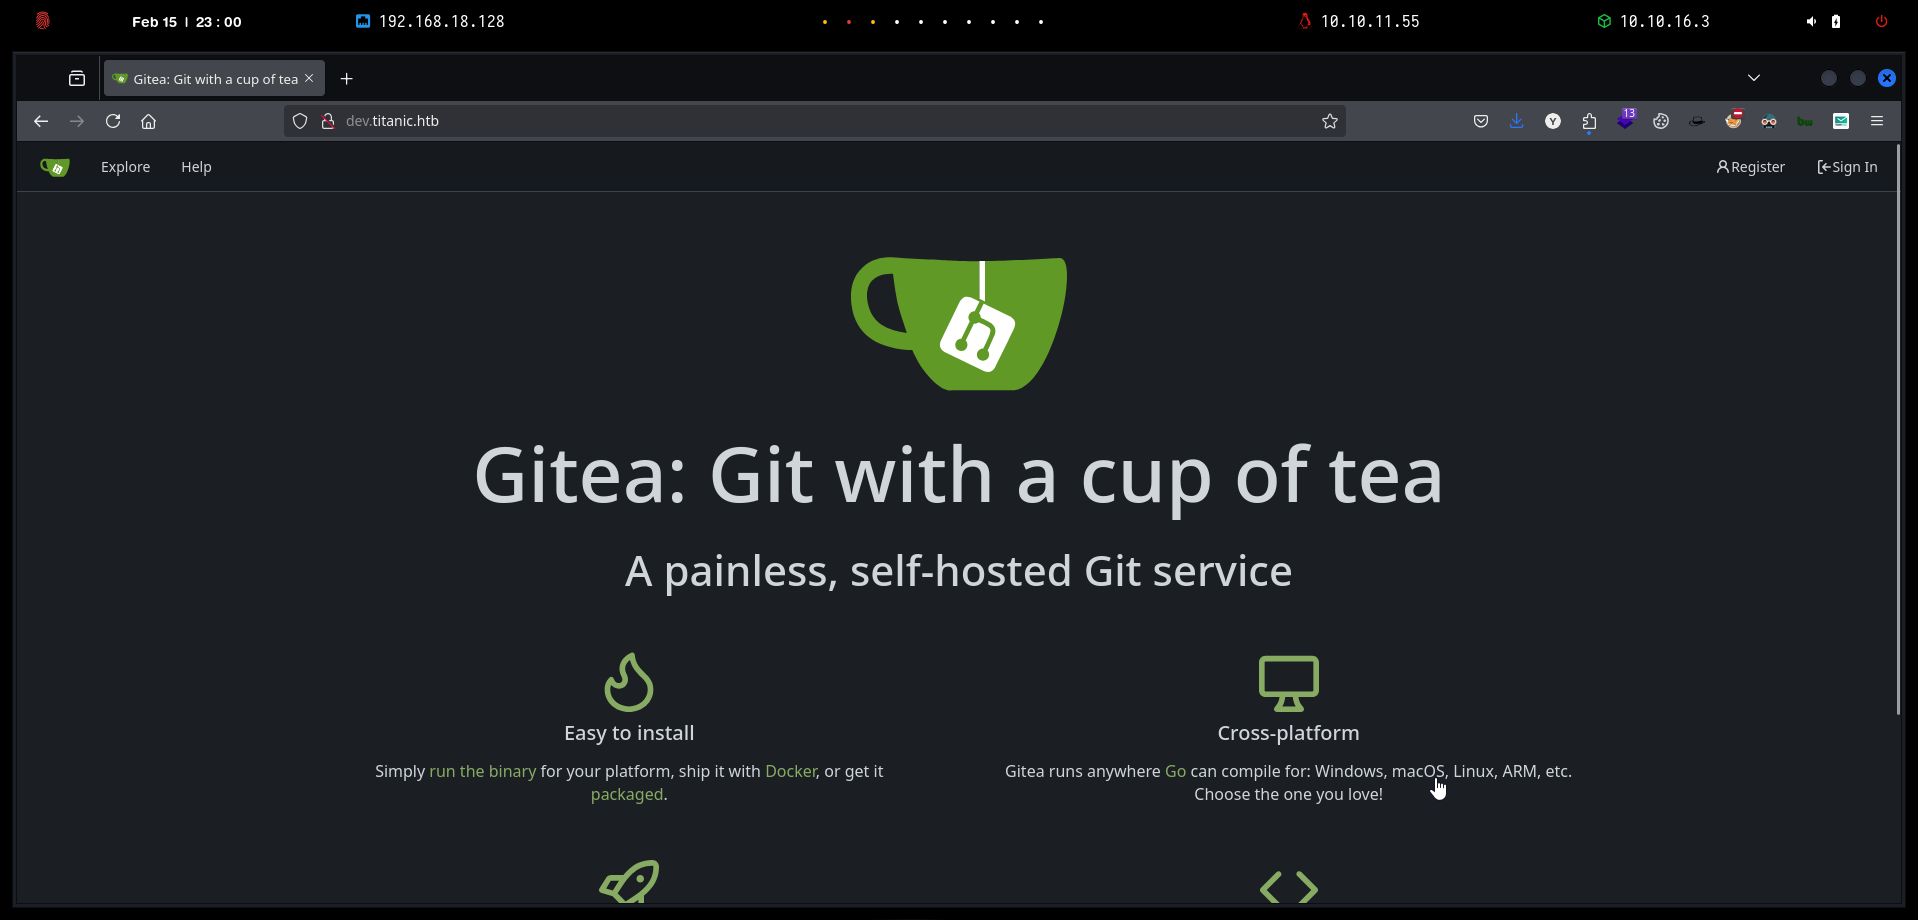 Feb 15 | 23 : 00
192.168.18.128
10.10.11.55
10.10.16.3
Gitea: Git with a cup of tea
dev.titanic.htb
13
Y
bw
Explore
Help
Register
Sign In
Gitea: Git with a cup of tea
A painless, self-hosted Git service
Easy to install
Simply run the binary for your platform, ship it with Docker, or get it
packaged.
Cross-platform
Gitea runs anywhere Go can compile for: Windows, macOS, Linux, ARM, etc.
Choose the one you love!